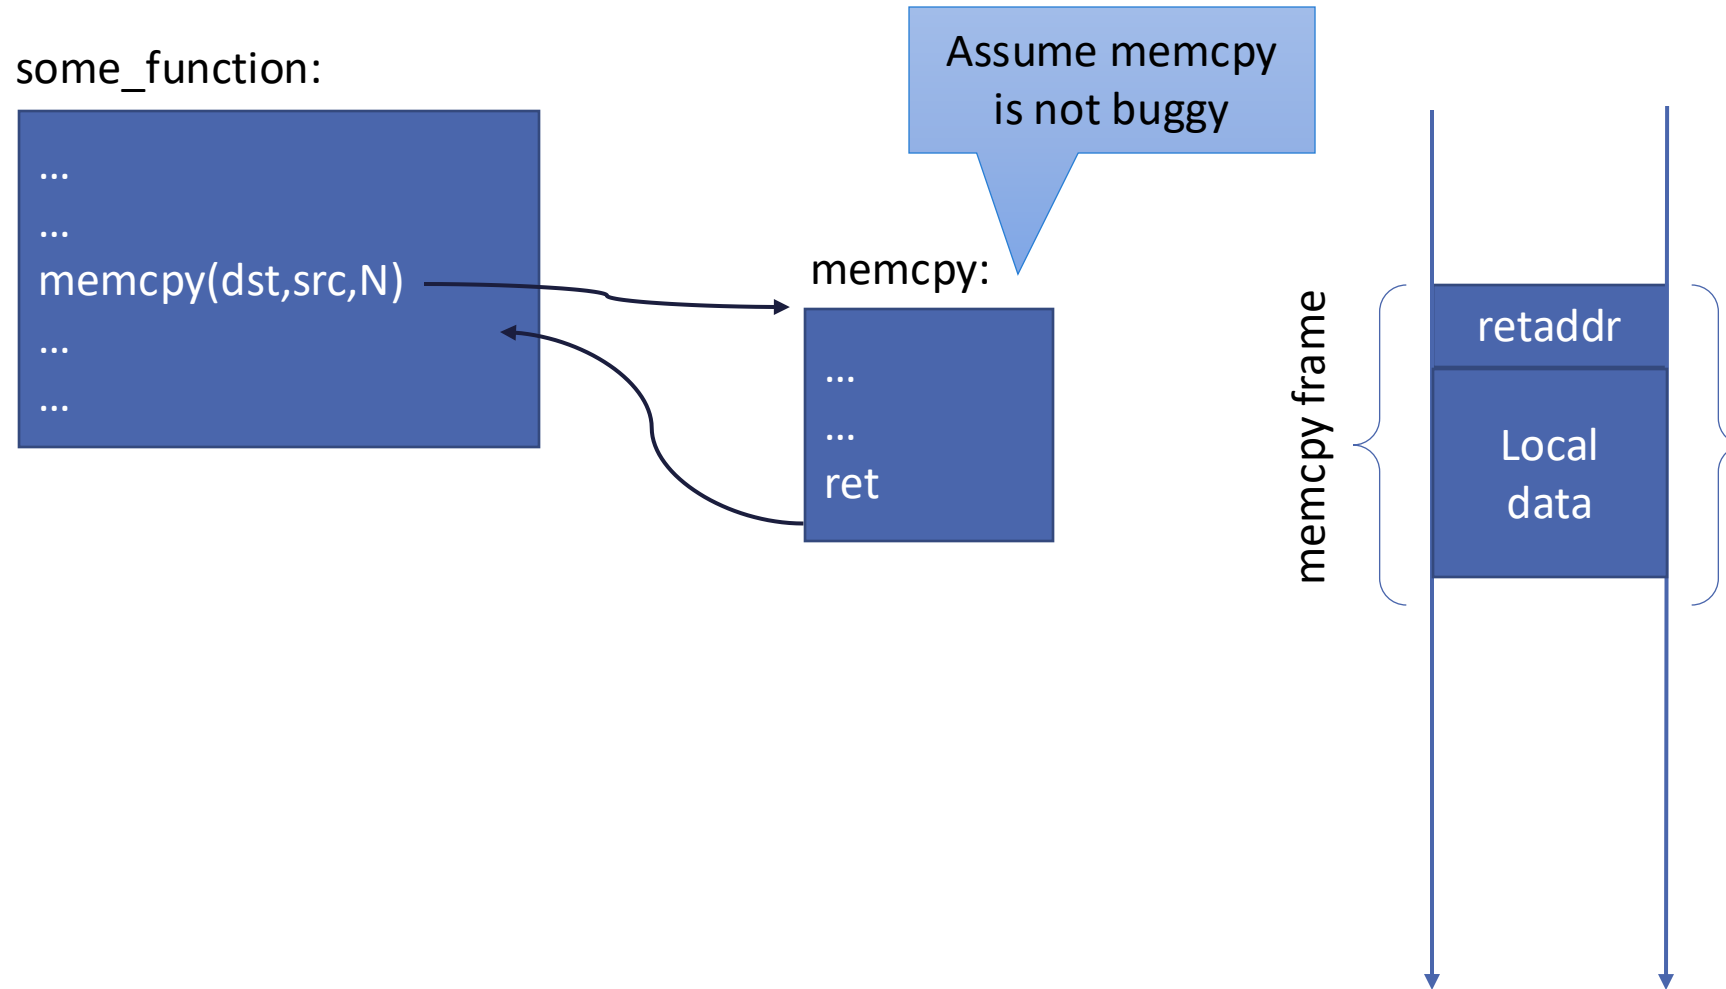 some_function:
...
...
memcpy(dst,src,N)
...
...
Assume memcpy
is not buggy
memcpy:
...
...
ret
memcpy frame
retaddr
Local
data